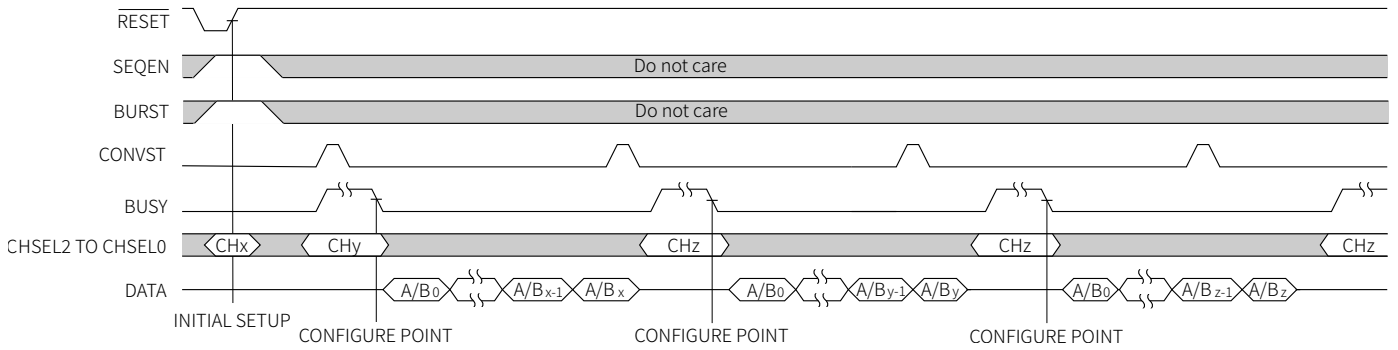 RESET
SEQEN Do not care
BURST Do not care
CONVST
BUSY
CHSEL2 TO CHSEL0 CHx CHy CHz CHz CHz
DATA A/B0 A/Bx-1 A/Bx A/B0 A/By-1 A/By A/B0 A/Bz-1 A/Bz
INITIAL SETUP
CONFIGURE POINT CONFIGURE POINT CONFIGURE POINT